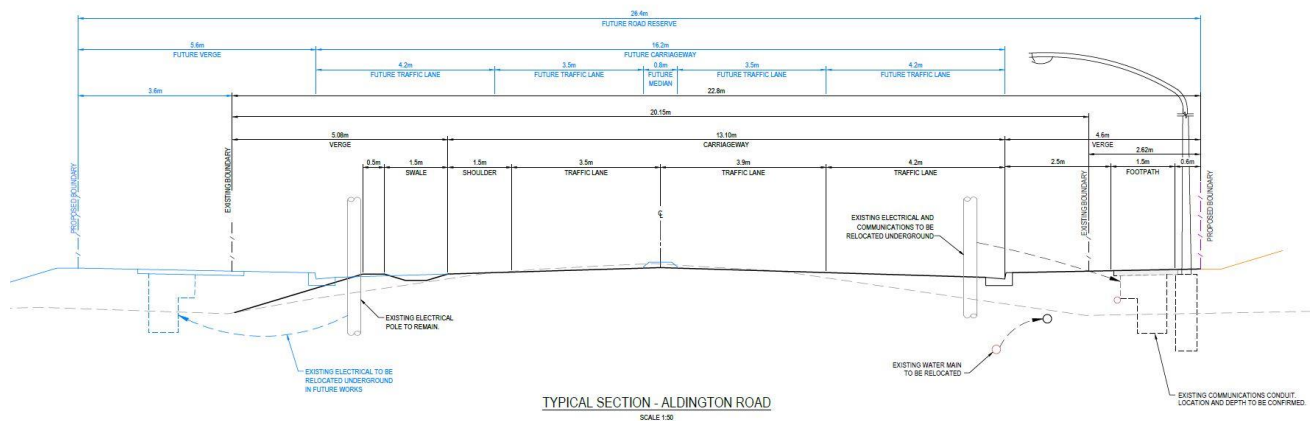 26.4m
FUTURE ROAD RESERVE
5.6m
FUTURE VERGE
16.2m
FUTURE CARRIAGEWAY
4.2m
FUTURE TRAFFIC LANE
3.5m
FUTURE TRAFFIC LANE
0.8m
FUTURE
MEDIAN
3.5m
FUTURE TRAFFIC LANE
4.2m
FUTURE TRAFFIC LANE
3.6m
22.8m
20.15m
5.08m
VERGE
13.10m
CARRIAGEWAY
4.6m
VERGE
2.62m
0.5m
1.5m
SWALE
1.5m
SHOULDER
3.5m
TRAFFIC LANE
3.9m
TRAFFIC LANE
4.2m
TRAFFIC LANE
2.5m
1.5m
FOOTPATH
0.6m
PROPOSED BOUNDARY
EXISTING BOUNDARY
EXISTING BOUNDARY
PROPOSED BOUNDARY
EXISTING ELECTRICAL AND
COMMUNICATIONS TO BE
RELOCATED UNDERGROUND
EXISTING ELECTRICAL
POLE TO REMAIN.
EXISTING ELECTRICAL TO BE
RELOCATED UNDERGROUND
IN FUTURE WORKS
EXISTING WATER MAIN
TO BE RELOCATED
EXISTING COMMUNICATIONS CONDUIT.
LOCATION AND DEPTH TO BE CONFIRMED.
TYPICAL SECTION - ALDINGTON ROAD
SCALE 1:50